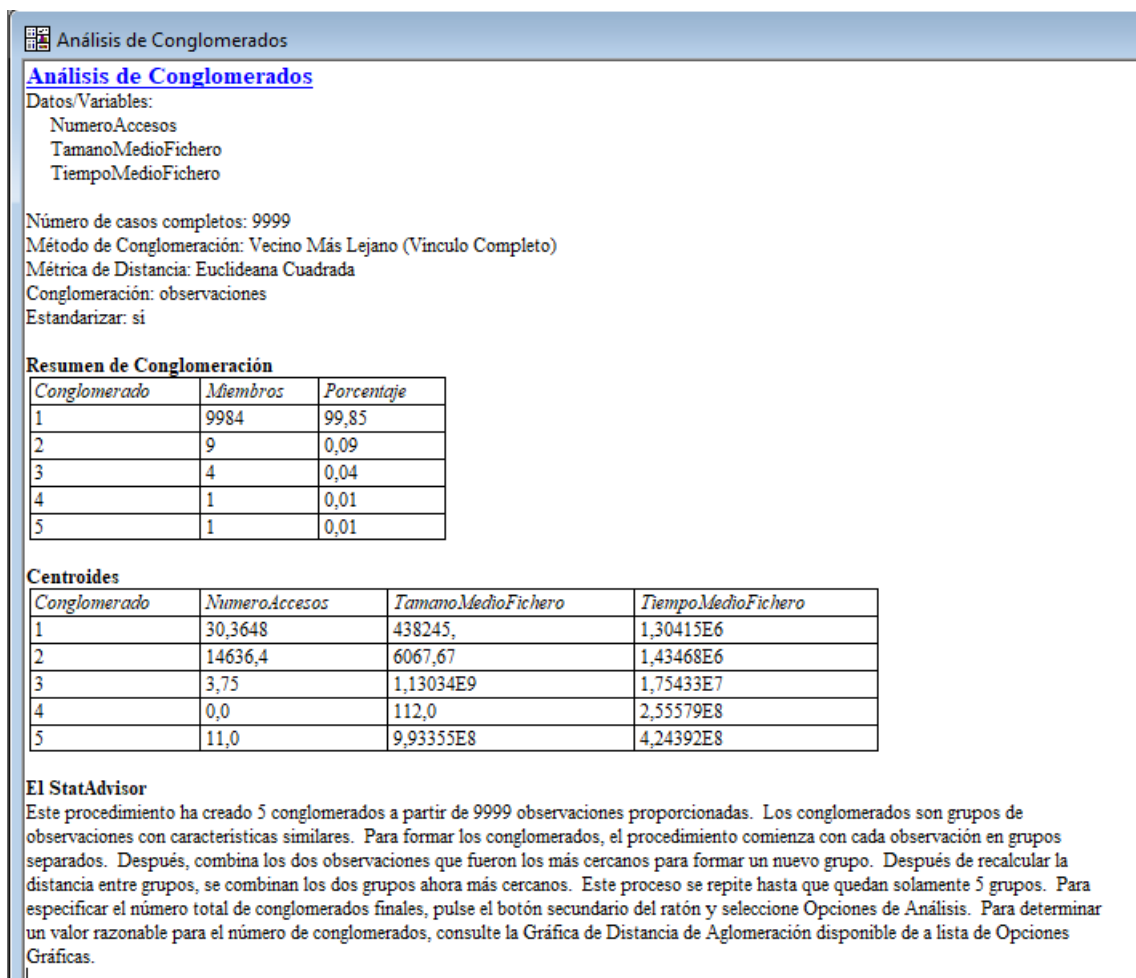 Análisis de Conglomerados
Análisis de Conglomerados
Datos/Variables:
NumeroAccesos
TamanoMedioFichero
TiempoMedioFichero
Número de casos completos: 9999
Método de Conglomeración: Vecino Más Lejano (Vínculo Completo)
Métrica de Distancia: Euclideana Cuadrada
Conglomeración: observaciones
Estandarizar: sí
Resumen de Conglomeración
Conglomerado Miembros Porcentaje
1 9984 99,85
2 9 0,09
3 4 0,04
4 1 0,01
5 1 0,01
Centroides
Conglomerado NumeroAccesos TamanoMedioFichero TiempoMedioFichero
1 30,3648 438245, 1,30415E6
2 14636,4 6067,67 1,43468E6
3 3,75 1,13034E9 1,75433E7
4 0,0 112,0 2,55579E8
5 11,0 9,93355E8 4,24392E8
El StatAdvisor
Este procedimiento ha creado 5 conglomerados a partir de 9999 observaciones proporcionadas. Los conglomerados son grupos de
observaciones con características similares. Para formar los conglomerados, el procedimiento comienza con cada observación en grupos
separados. Después, combina los dos observaciones que fueron los más cercanos para formar un nuevo grupo. Después de recalcular la
distancia entre grupos, se combinan los dos grupos ahora más cercanos. Este proceso se repite hasta que quedan solamente 5 grupos. Para
especificar el número total de conglomerados finales, pulse el botón secundario del ratón y seleccione Opciones de Análisis. Para determinar
un valor razonable para el número de conglomerados, consulte la Gráfica de Distancia de Aglomeración disponible de a lista de Opciones
Gráficas.